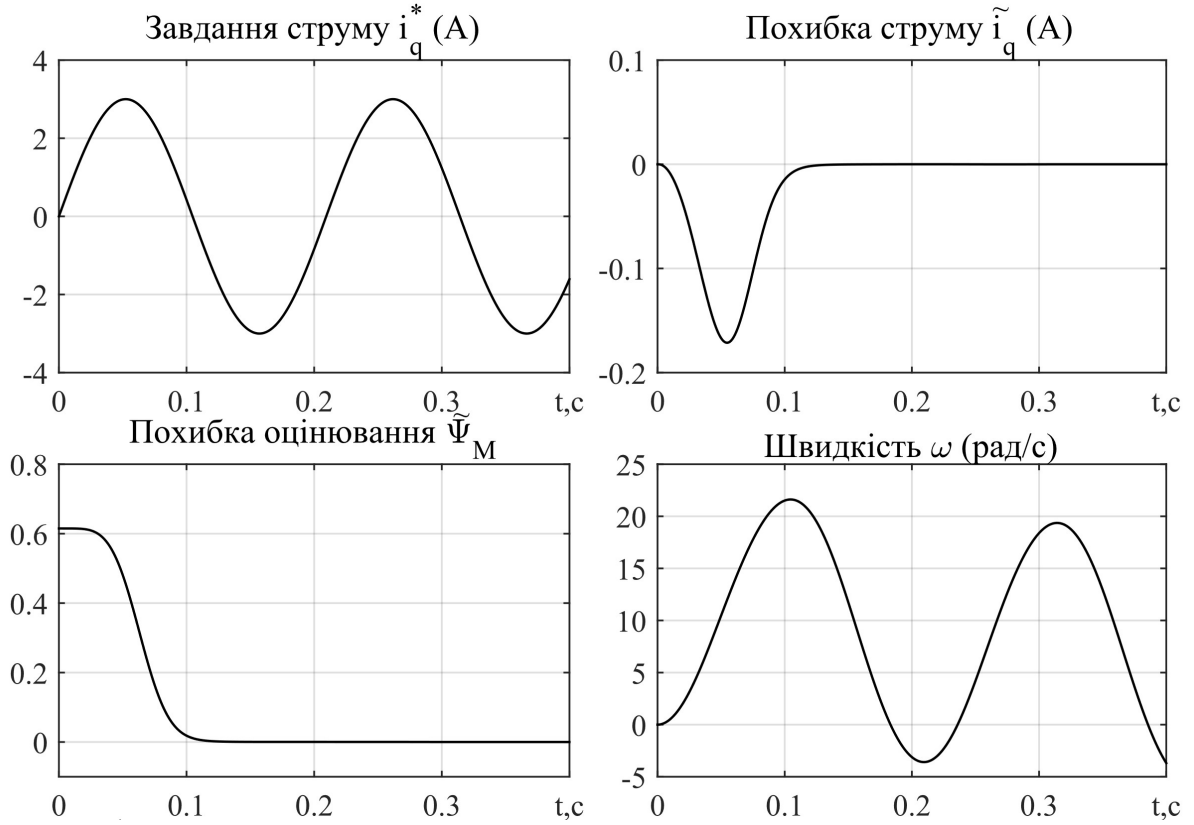 Завдання струму i*q (A)
4
2
0
-2
-4
0 0.1 0.2 0.3 t,c
Похибка струму ĩq (A)
0.1
0
-0.1
-0.2
0 0.1 0.2 0.3 t,c
Похибка оцінювання Ψ̃M
0.8
0.6
0.4
0.2
0
0 0.1 0.2 0.3 t,c
Швидкість ω (рад/с)
25
20
15
10
5
0
-5
0 0.1 0.2 0.3 t,c